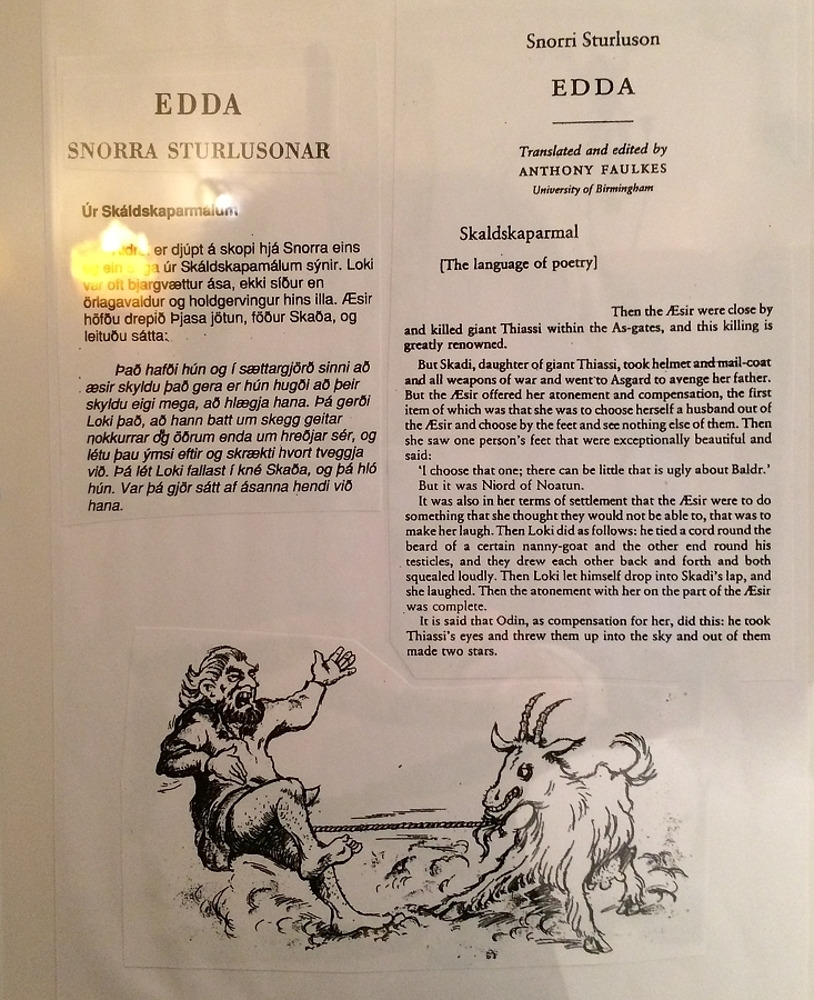 EDDA
SNORRA STURLUSONAR
Úr Skáldskaparmálum
er djúpt á skopi hjá Snorra eins
úr Skáldskapamálum sýnir. Loki
var oft bjargvættur ása, ekki síður en
örlagavaldur og holdgervingur hins illa. Æsir
höfðu drepið Þjasa jötun, föður Skaða, og
leituðu sátta:
Það hafði hún og í sættargjörð sinni að
æsir skyldu það gera er hún hugði að þeir
skyldu eigi mega, að hlægja hana. Þá gerði
Loki það, að hann batt um skegg geitar
nokkurrar og öðrum enda um hreðjar sér, og
létu þau ýmsi eftir og skrækti hvort tveggja
við. Þá lét Loki fallast í kné Skaða, og þá hló
hún. Var þá gjör sátt af ásanna hendi við
hana.
Snorri Sturluson
EDDA
Translated and edited by
ANTHONY FAULKES
University of Birmingham
Skaldskaparmal
[The language of poetry]
Then the Æsir were close by
and killed giant Thiassi within the As-gates, and this killing is
greatly renowned.
But Skadi, daughter of giant Thiassi, took helmet and mail-coat
and all weapons of war and went to Asgard to avenge her father.
But the Æsir offered her atonement and compensation, the first
item of which was that she was to choose herself a husband out of
the Æsir and choose by the feet and see nothing else of them. Then
she saw one person's feet that were exceptionally beautiful and
said:
'I choose that one; there can be little that is ugly about Baldr.'
But it was Niord of Noatun.
It was also in her terms of settlement that the Æsir were to do
something that she thought they would not be able to, that was to
make her laugh. Then Loki did as follows: he tied a cord round the
beard of a certain nanny-goat and the other end round his
testicles, and they drew each other back and forth and both
squealed loudly. Then Loki let himself drop into Skadi's lap, and
she laughed. Then the atonement with her on the part of the Æsir
was complete.
It is said that Odin, as compensation for her, did this: he took
Thiassi's eyes and threw them up into the sky and out of them
made two stars.